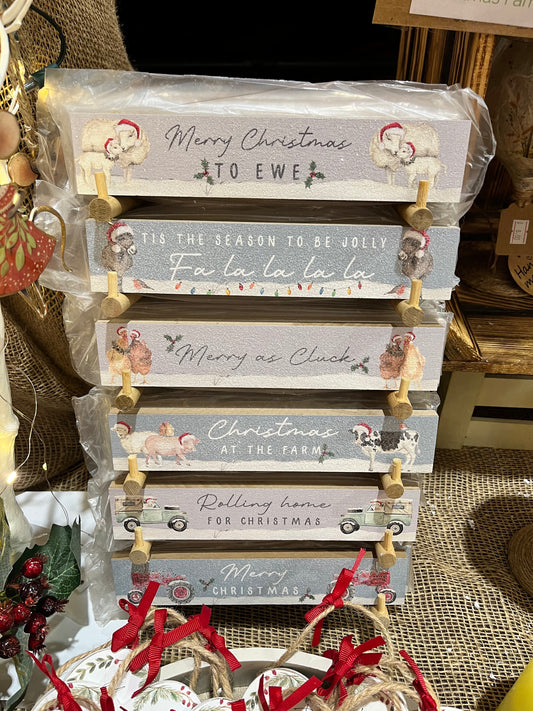 Merry Christmas
TO EWE
'TIS THE SEASON TO BE JOLLY
Fa la la la la
Merry as Cluck
Christmas
AT THE FARM
Rolling home
FOR CHRISTMAS
Merry
CHRISTMAS